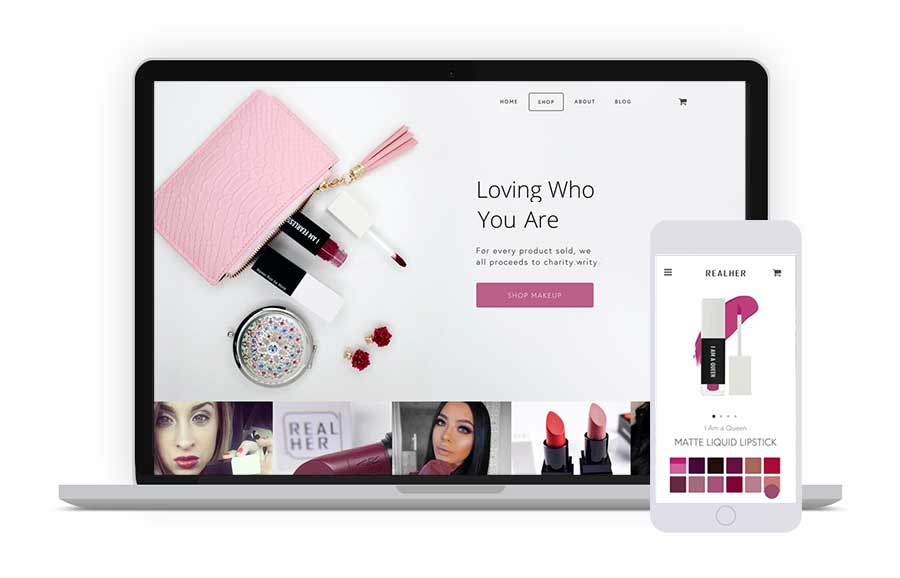 HOME SHOP ABOUT BLOG
Loving Who
You Are
For every product sold, we
all proceeds to charity.writy
SHOP MAKEUP
I AM FEARLESS
REAL
HER
REALHER
I AM A QUEEN
I Am a Queen
MATTE LIQUID LIPSTICK